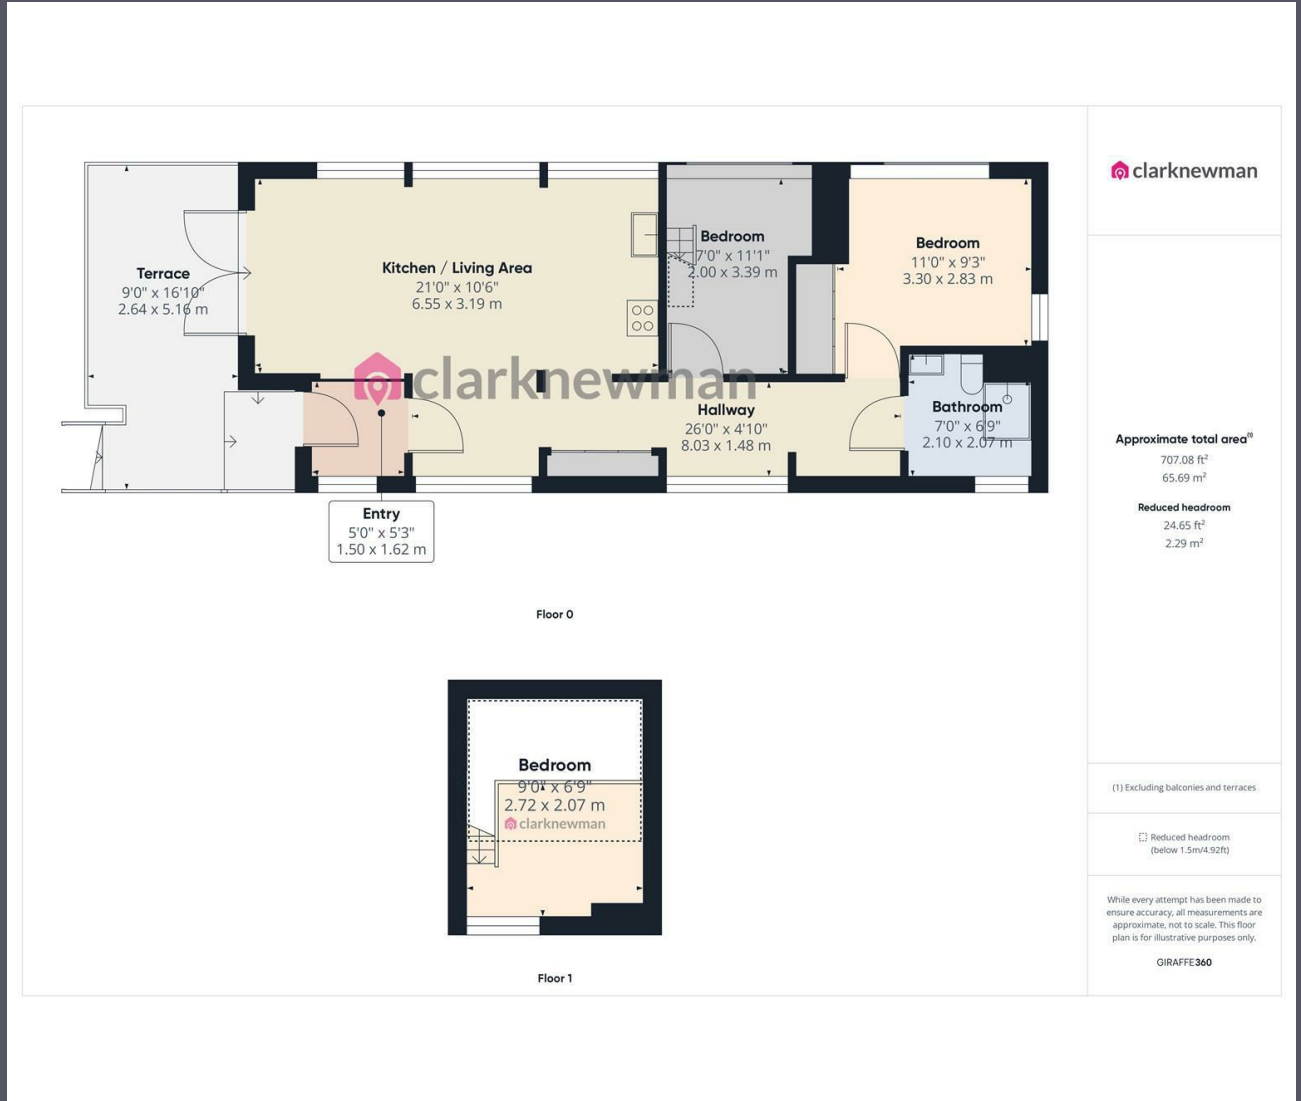 clarknewman
Terrace
9'0" x 16'10"
2.64 x 5.16 m
Kitchen / Living Area
21'0" x 10'6"
6.55 x 3.19 m
Bedroom
7'0" x 11'1"
2.00 x 3.39 m
Bedroom
11'0" x 9'3"
3.30 x 2.83 m
clarknewman
Hallway
26'0" x 4'10"
8.03 x 1.48 m
Bathroom
7'0" x 6'9"
2.10 x 2.07 m
Entry
5'0" x 5'3"
1.50 x 1.62 m
Floor 0
Bedroom
9'0" x 6'9"
2.72 x 2.07 m
clarknewman
Floor 1
Approximate total area(1)
707.08 ft²
65.69 m²
Reduced headroom
24.65 ft²
2.29 m²
(1) Excluding balconies and terraces
Reduced headroom
(below 1.5m/4.92ft)
While every attempt has been made to
ensure accuracy, all measurements are
approximate, not to scale. This floor
plan is for illustrative purposes only.
GIRAFFE360